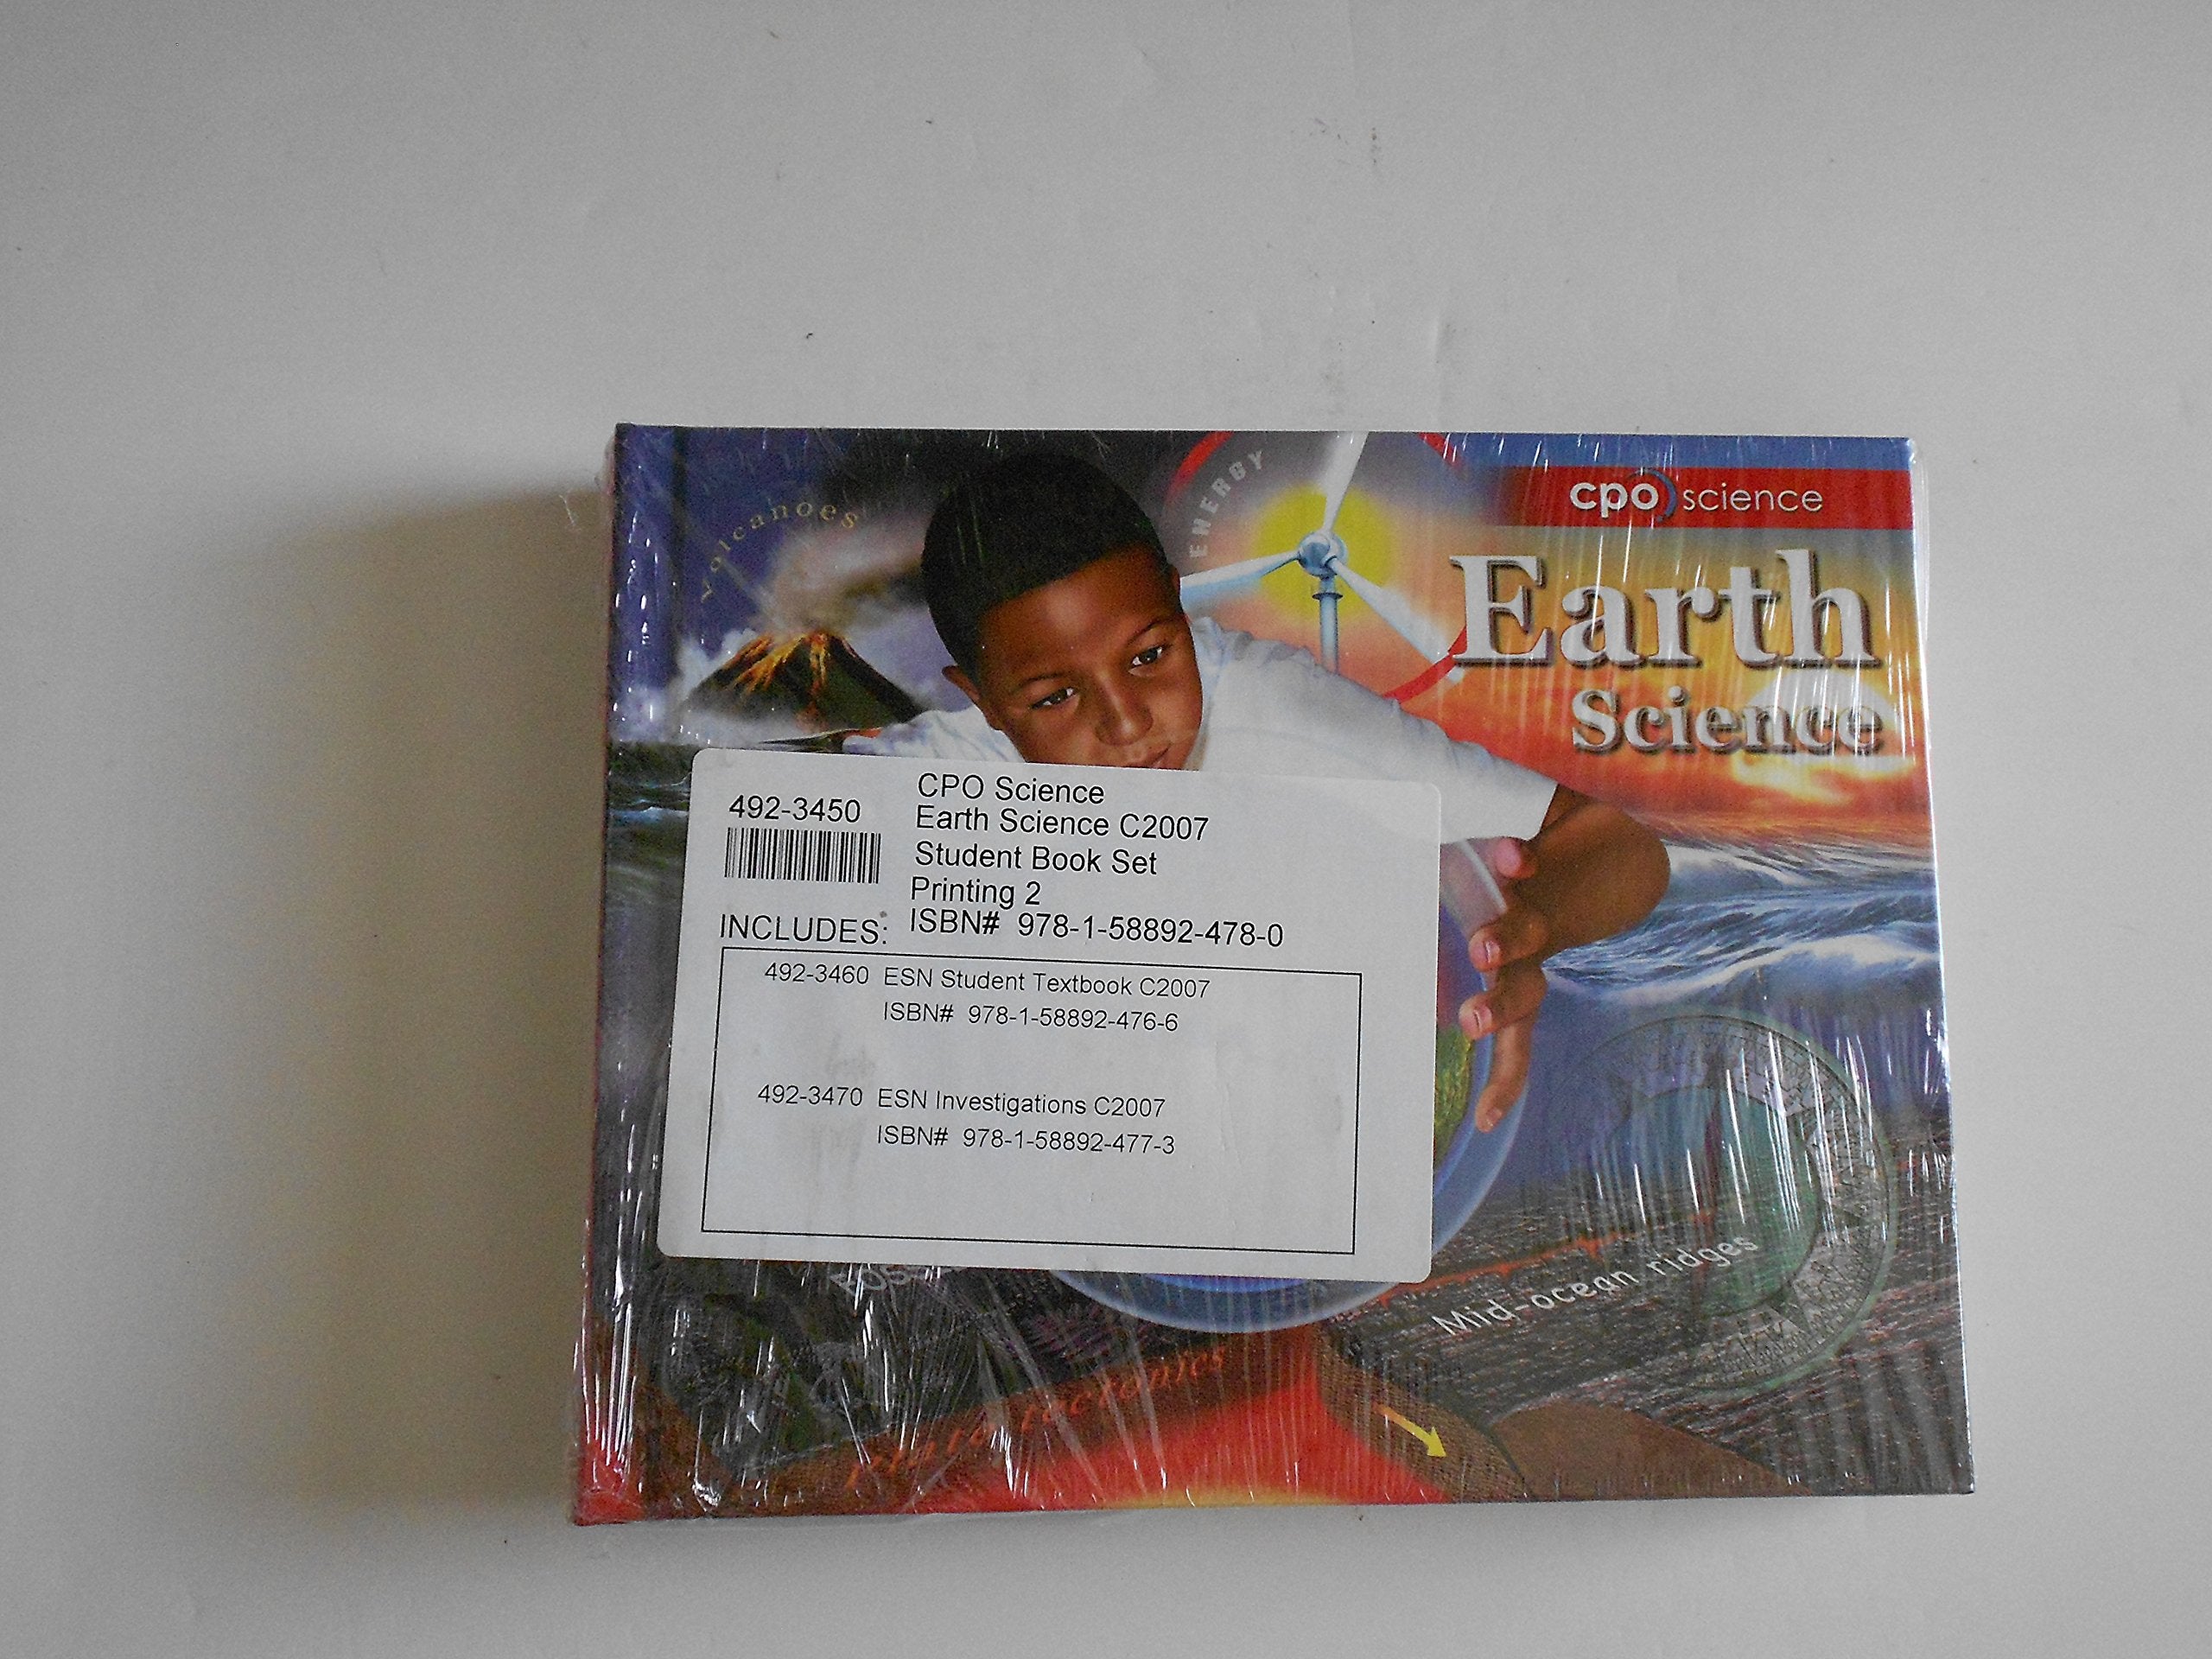 volcanoes
ENERGY
cpo science
Earth
Science
492-3450
CPO Science
Earth Science C2007
Student Book Set
Printing 2
INCLUDES: ISBN# 978-1-58892-478-0
492-3460 ESN Student Textbook C2007
ISBN# 978-1-58892-476-6
492-3470 ESN Investigations C2007
ISBN# 978-1-58892-477-3
Mid-ocean ridges
plate tectonics